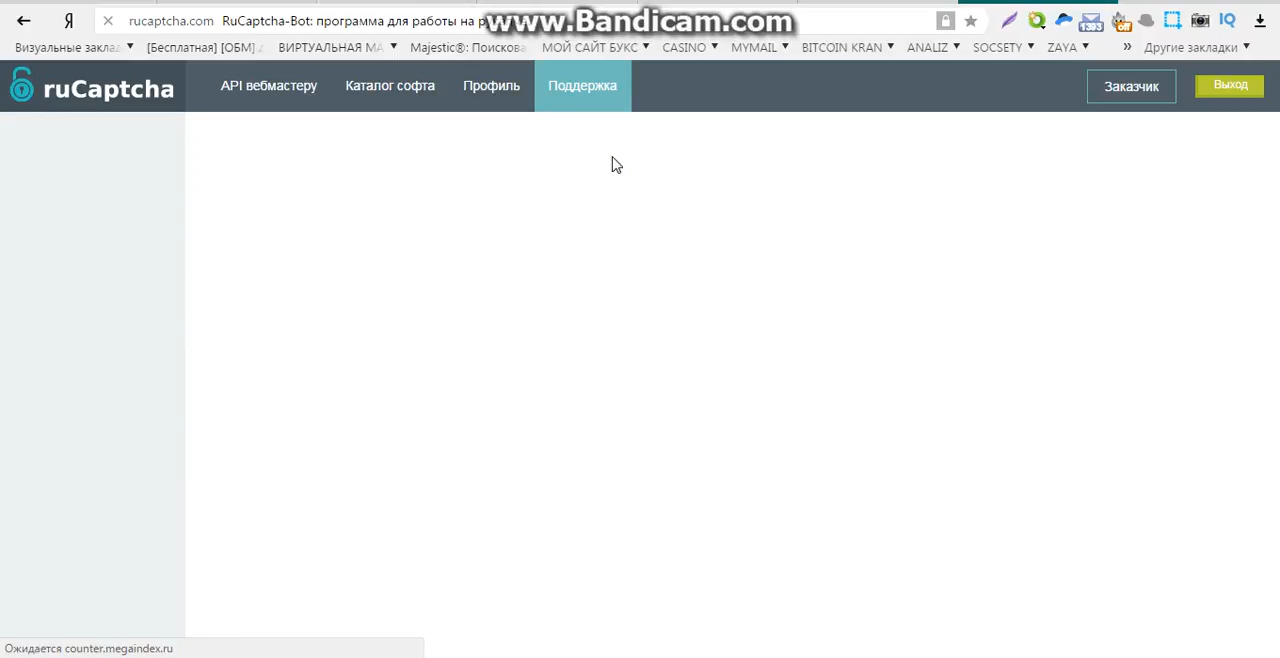 www.Bandicam.com
Я rucaptcha.com RuCaptcha-Bot: программа для работы на
Визуальные заклад [Бесплатная] [ОБМ] ВИРТУАЛЬНАЯ МА Majestic®: Поискова МОЙ САЙТ БУКС CASINO MYMAIL BITCOIN KRAN ANALIZ SOCSETY ZAYA » Другие закладки
ruCaptcha API вебмастеру Каталог софта Профиль Поддержка Заказчик Выход
Ожидается counter.megaindex.ru